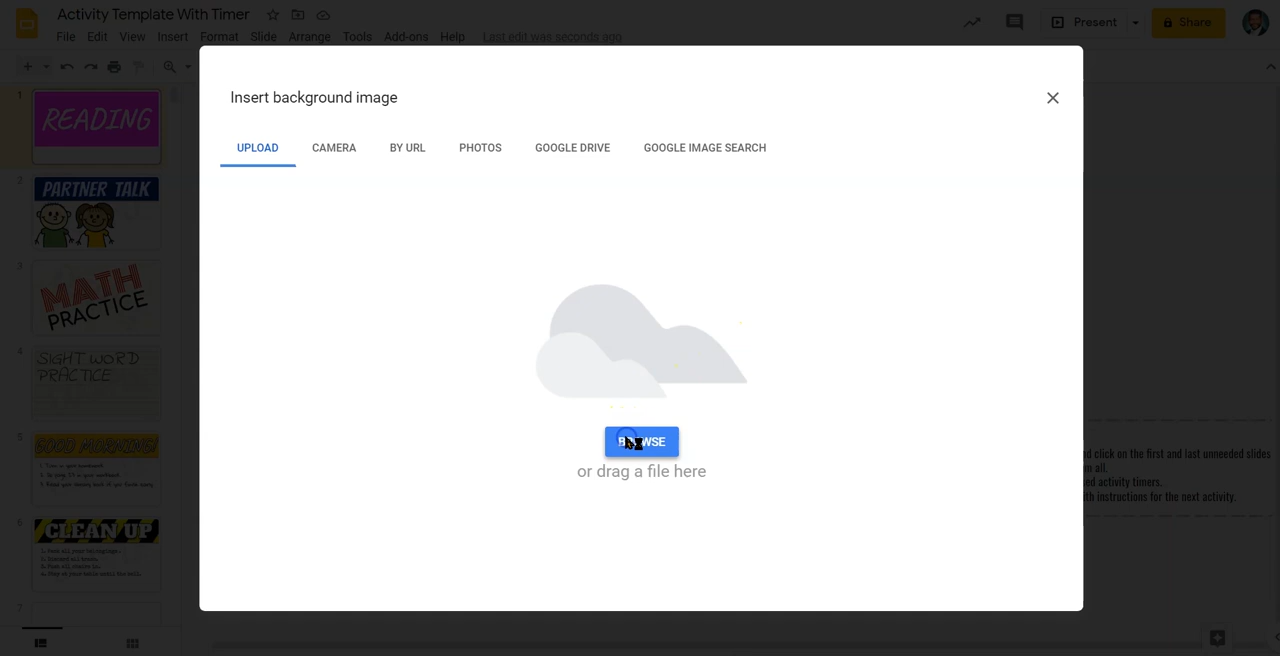 Activity Template With Timer
File Edit View Insert Format Slide Arrange Tools Add-ons Help Last edit was seconds ago
Present
Share
Insert background image
UPLOAD CAMERA BY URL PHOTOS GOOGLE DRIVE GOOGLE IMAGE SEARCH
BROWSE
or drag a file here
1
READING
2
PARTNER TALK
3
MATH
PRACTICE
4
SIGHT WORD
PRACTICE
5
GOOD MORNING!
6
CLEAN UP
7
click on the first and last unneeded slides
all.
activity timers.
instructions for the next activity.